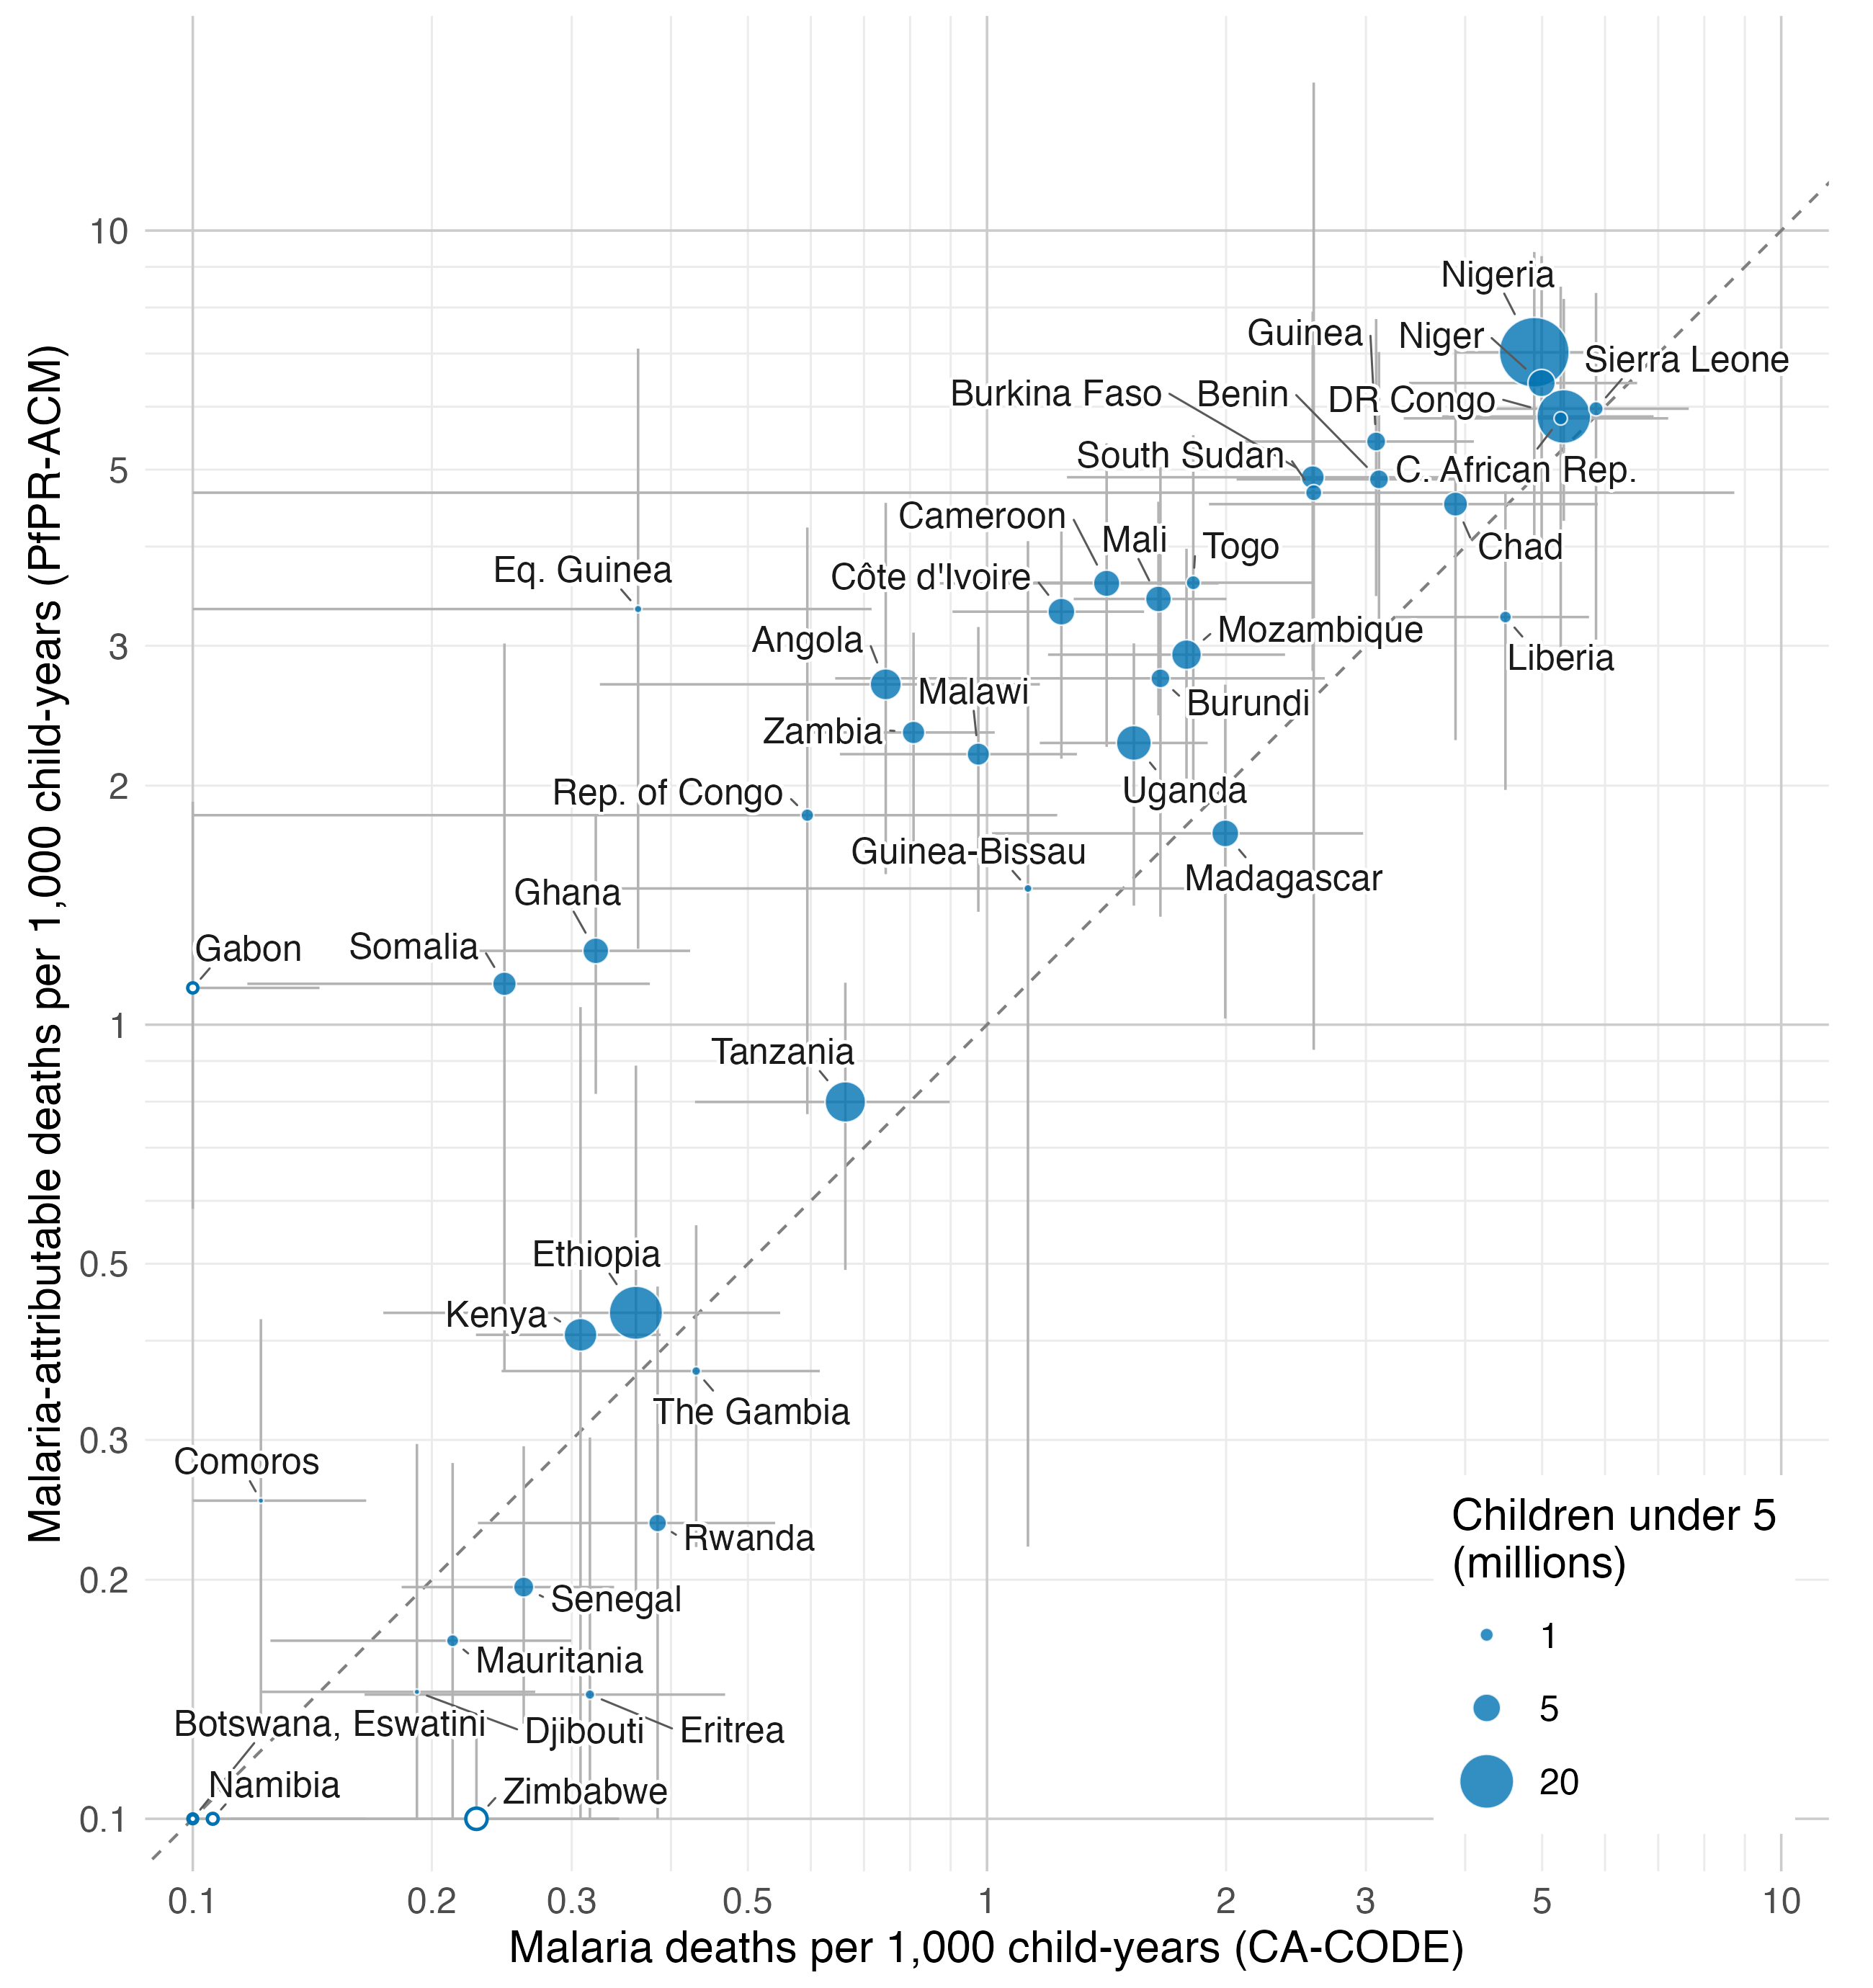 Malaria-attributable deaths per 1,000 child-years (PfPR-ACM)
10
5
3
2
1
0.5
0.3
0.2
0.1
Nigeria
Guinea
Niger
Sierra Leone
Burkina Faso
Benin
DR Congo
South Sudan
C. African Rep.
Cameroon
Mali
Togo
Chad
Eq. Guinea
Côte d'Ivoire
Angola
Mozambique
Liberia
Malawi
Burundi
Zambia
Rep. of Congo
Uganda
Guinea-Bissau
Madagascar
Ghana
Gabon
Somalia
Tanzania
Ethiopia
Kenya
The Gambia
Comoros
Rwanda
Senegal
Mauritania
Botswana, Eswatini
Djibouti
Eritrea
Namibia
Zimbabwe
Children under 5
(millions)
1
5
20
0.1
0.2
0.3
0.5
1
2
3
5
10
Malaria deaths per 1,000 child-years (CA-CODE)